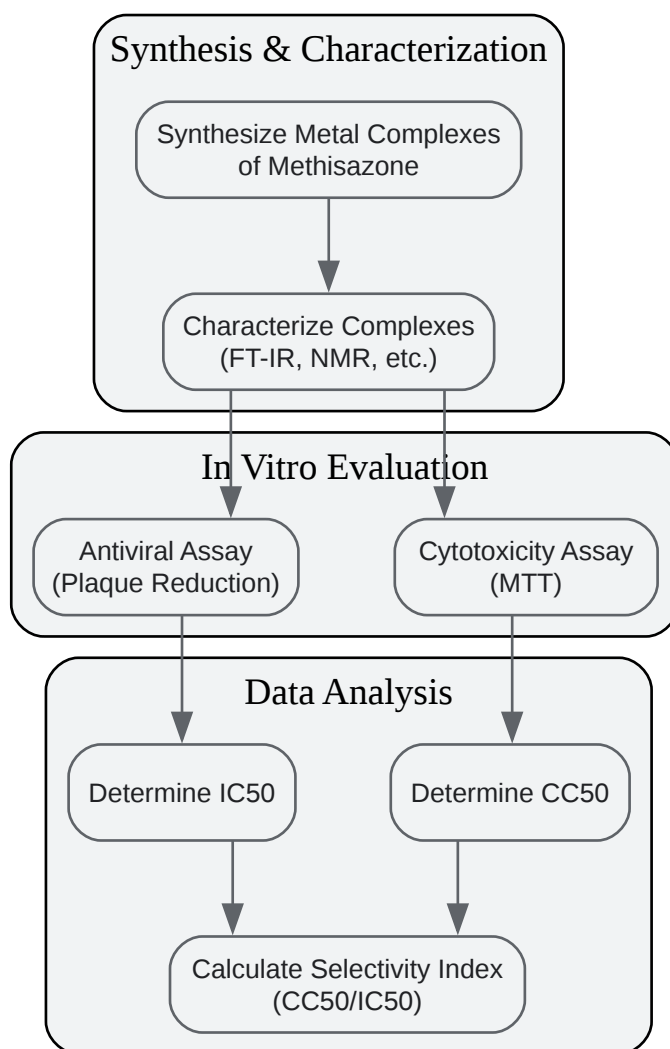 Synthesis & Characterization
Synthesize Metal Complexes
of Methisazone
Characterize Complexes
(FT-IR, NMR, etc.)
In Vitro Evaluation
Antiviral Assay
(Plaque Reduction)
Cytotoxicity Assay
(MTT)
Data Analysis
Determine IC50
Determine CC50
Calculate Selectivity Index
(CC50/IC50)